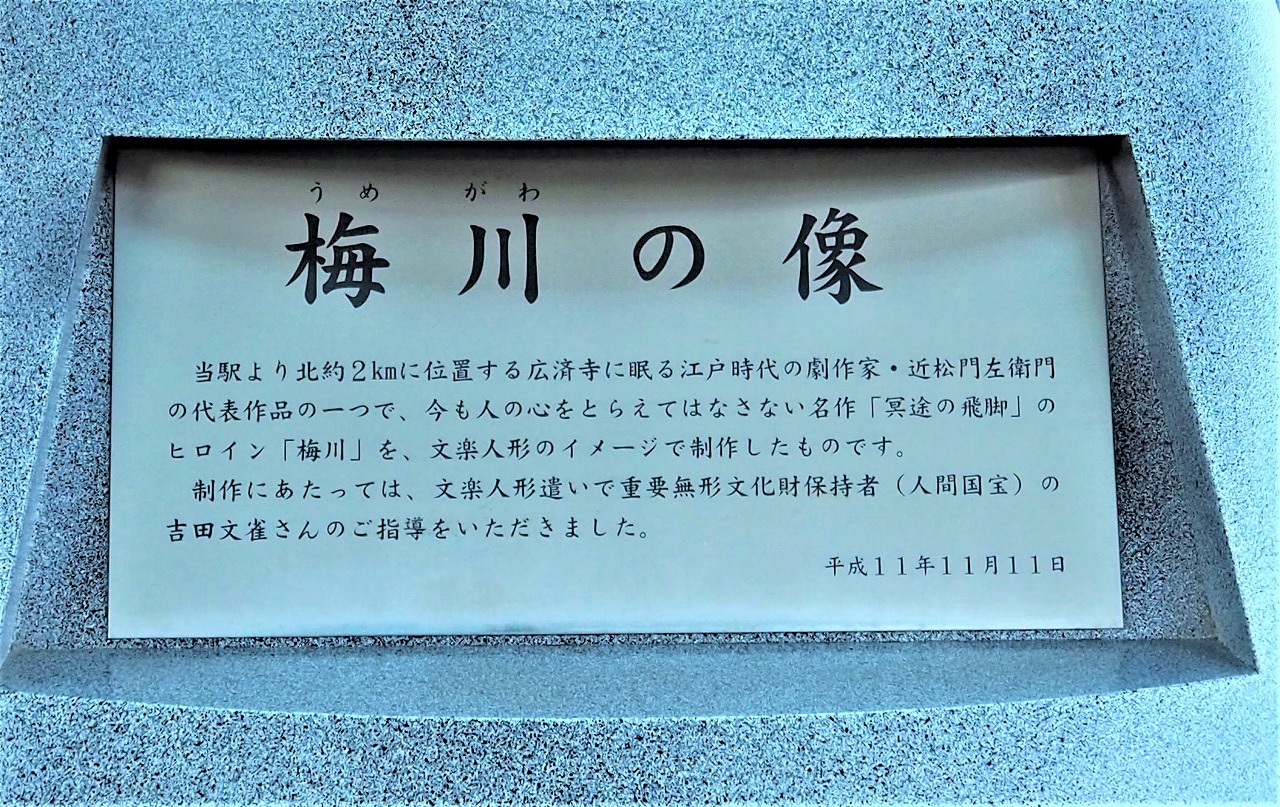 うめ がわ
梅川の像
当駅より北約２kmに位置する広済寺に眠る江戸時代の劇作家・近松門左衛門
の代表作品の一つで、今も人の心をとらえてはなさない名作「冥途の飛脚」の
ヒロイン「梅川」を、文楽人形のイメージで制作したものです。
制作にあたっては、文楽人形遣いで重要無形文化財保持者（人間国宝）の
吉田文雀さんのご指導をいただきました。
平成１１年１１月１１日